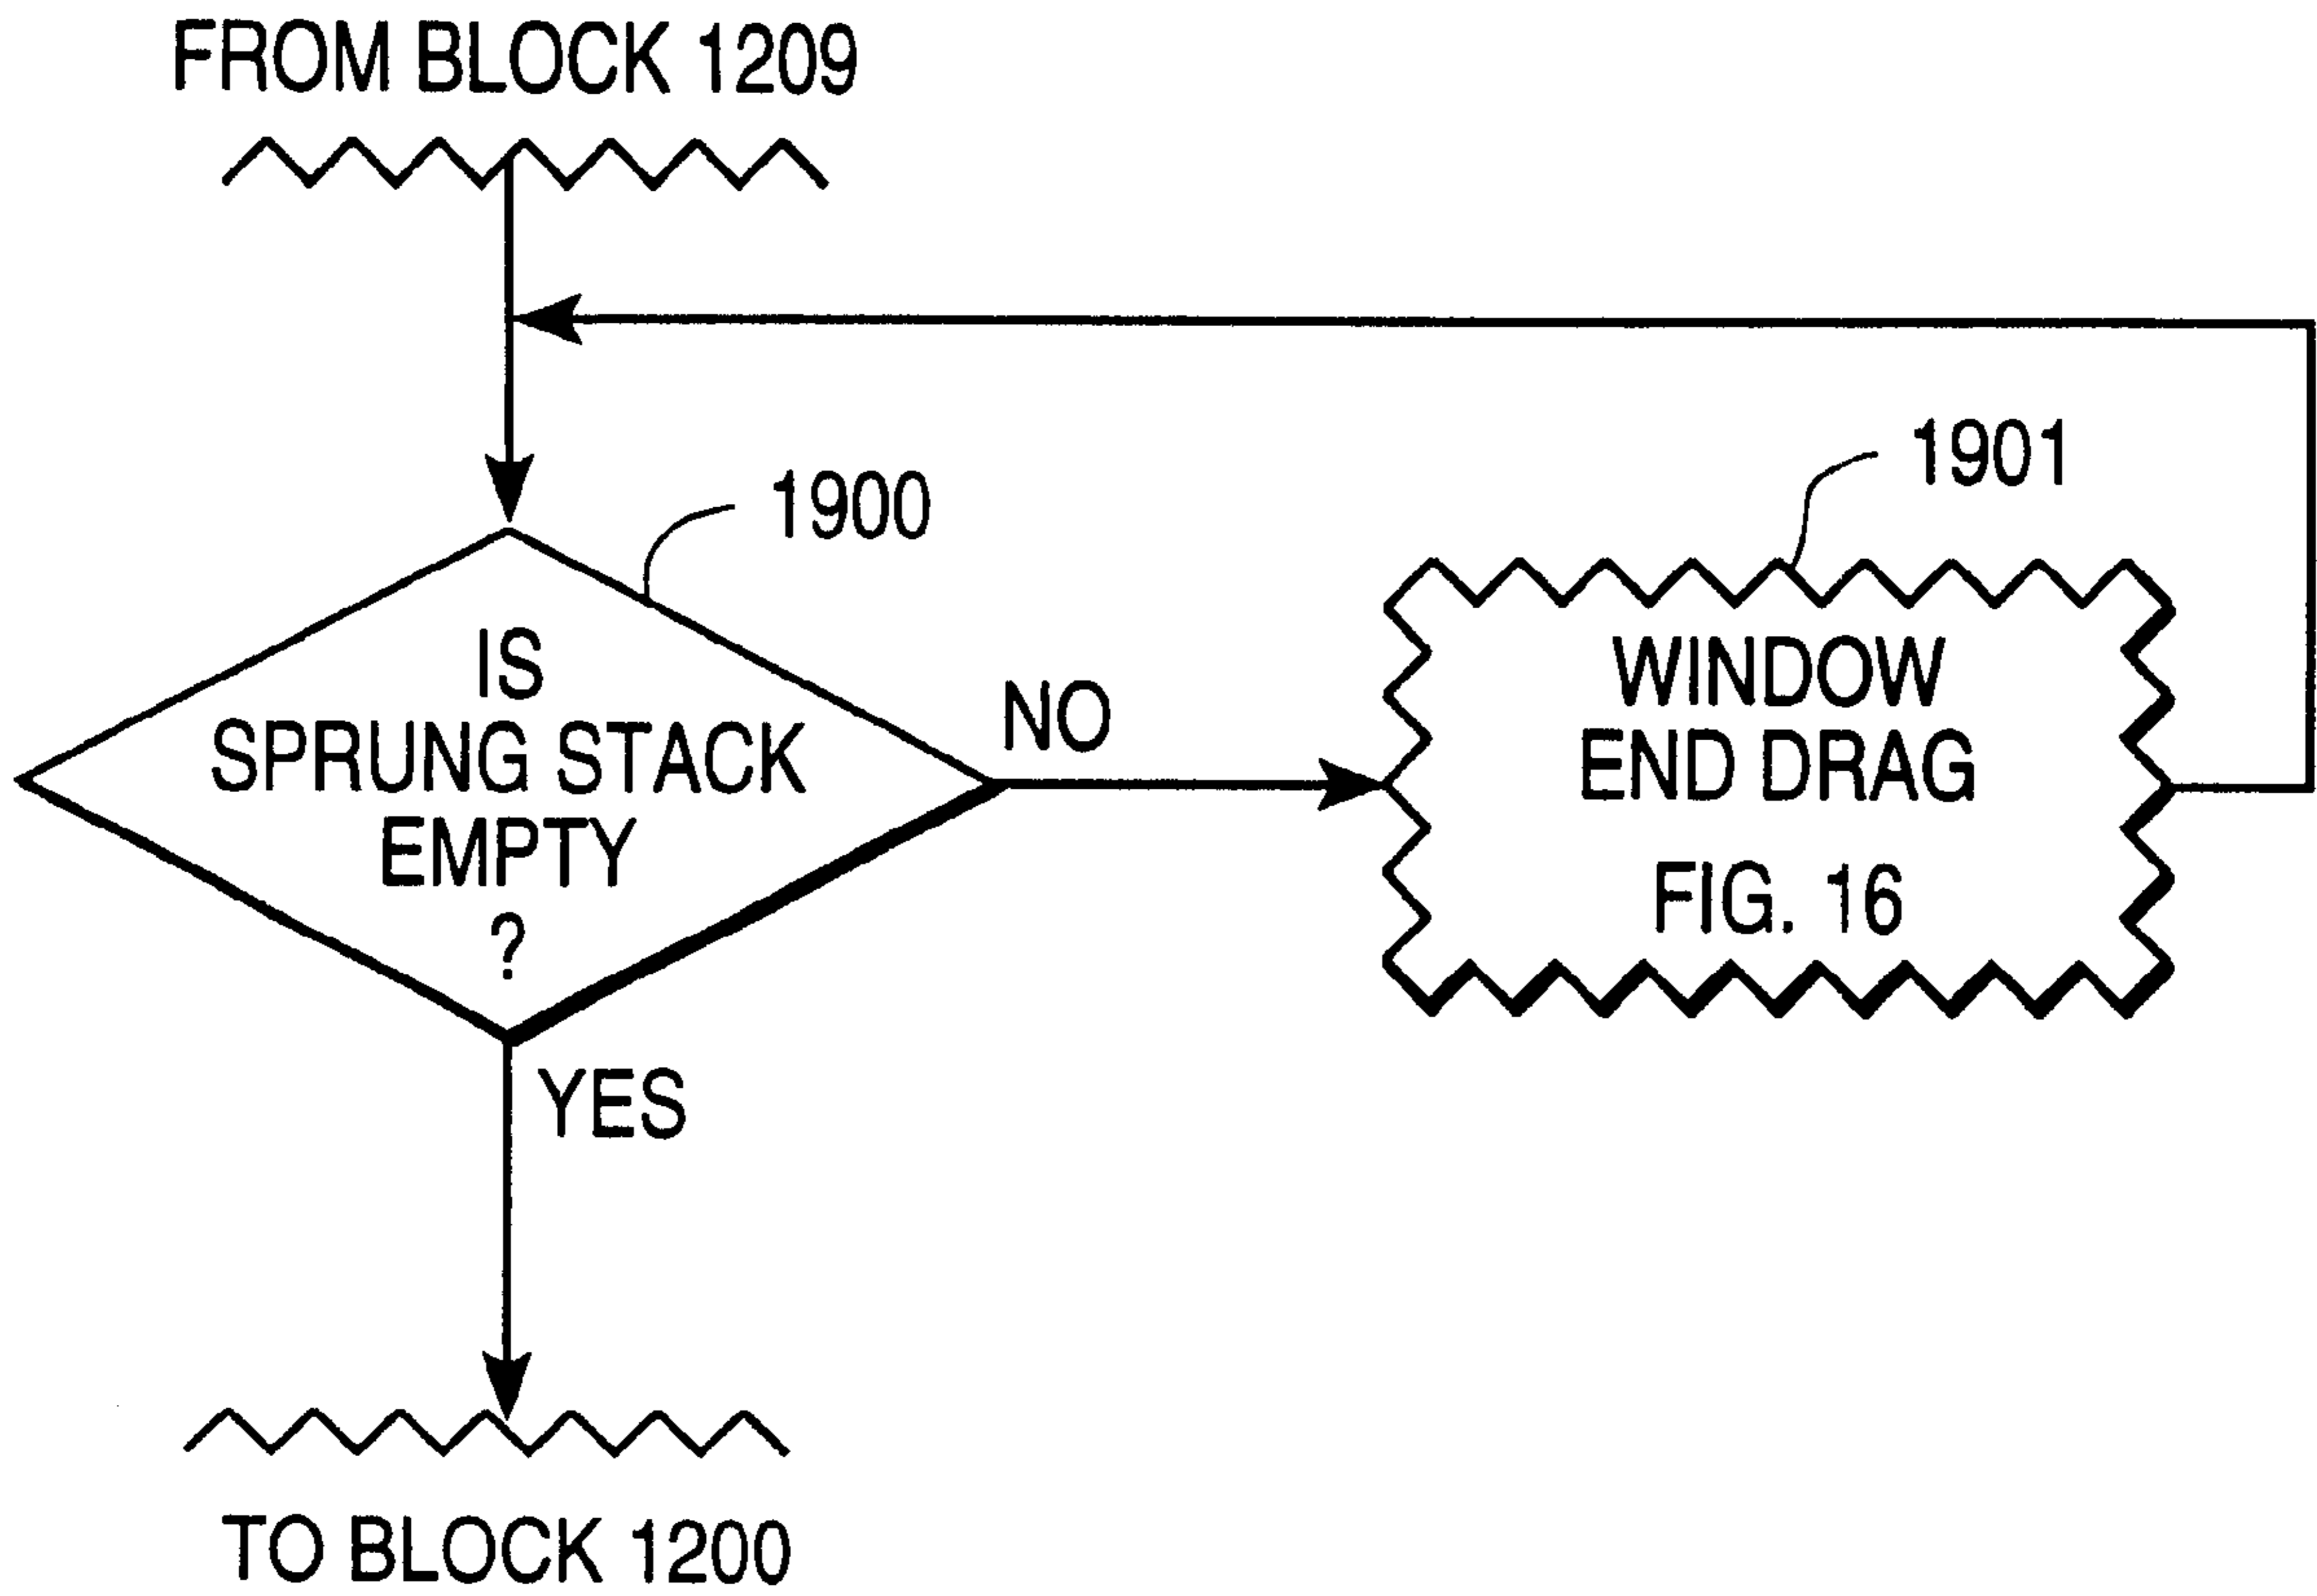 FROM BLOCK 1209
1901
1900
IS
SPRUNG STACK
EMPTY
?
NO
WINDOW
END DRAG
FIG. 16
YES
TO BLOCK 1200